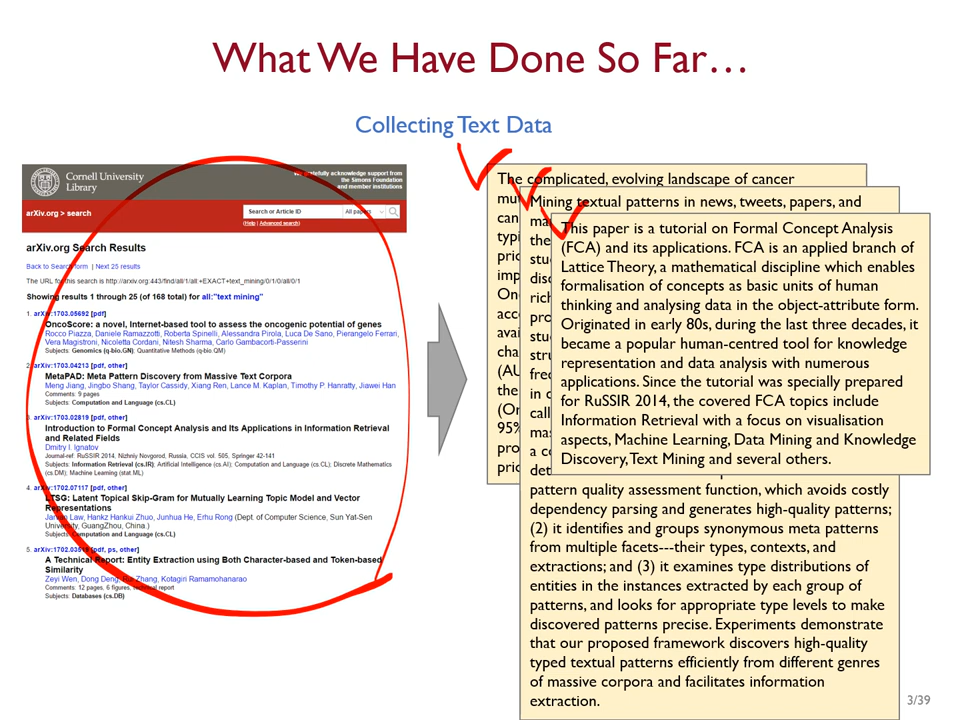 What We Have Done So Far…
Collecting Text Data
Cornell University
Library
We gratefully acknowledge support from
the Simons Foundation
and member institutions
arXiv.org > search
Search or Article ID
All papers
(Help | Advanced search)
arXiv.org Search Results
Back to Search form | Next 25 results
The URL for this search is http://arxiv.org:443/find/all/1/all:+EXACT+text_mining/0/1/0/all/0/1
Showing results 1 through 25 (of 168 total) for all:"text mining"
1. arXiv:1703.05692 [pdf]
OncoScore: a novel, Internet-based tool to assess the oncogenic potential of genes
Rocco Piazza, Daniele Ramazzotti, Roberta Spinelli, Alessandra Pirola, Luca De Sano, Pierangelo Ferrari,
Vera Magistroni, Nicoletta Cordani, Nitesh Sharma, Carlo Gambacorti-Passerini
Subjects: Genomics (q-bio.GN); Quantitative Methods (q-bio.QM)
2. arXiv:1703.04213 [pdf, other]
MetaPAD: Meta Pattern Discovery from Massive Text Corpora
Meng Jiang, Jingbo Shang, Taylor Cassidy, Xiang Ren, Lance M. Kaplan, Timothy P. Hanratty, Jiawei Han
Comments: 9 pages
Subjects: Computation and Language (cs.CL)
3. arXiv:1703.02819 [pdf, other]
Introduction to Formal Concept Analysis and Its Applications in Information Retrieval
and Related Fields
Dmitry I. Ignatov
Journal-ref: RuSSIR 2014, Nizhniy Novgorod, Russia, CCIS vol. 505, Springer 42-141
Subjects: Information Retrieval (cs.IR); Artificial Intelligence (cs.AI); Computation and Language (cs.CL); Discrete Mathematics
(cs.DM); Machine Learning (stat.ML)
4. arXiv:1702.07117 [pdf, other]
LTSG: Latent Topical Skip-Gram for Mutually Learning Topic Model and Vector
Representations
Jarvan Law, Hankz Hankui Zhuo, Junhua He, Erhu Rong (Dept. of Computer Science, Sun Yat-Sen
University, GuangZhou, China.)
Subjects: Computation and Language (cs.CL)
5. [pdf, ps, other]
A Technical Report: Entity Extraction using Both Character-based and Token-based
Similarity
Zeyi Wen, Dong Deng, Rui Zhang, Kotagiri Ramamohanarao
Comments: 12 pages, 6 figures, technical report
Subjects: Databases (cs.DB)
The complicated, evolving landscape of cancer
Mining textual patterns in news, tweets, papers, and
This paper is a tutorial on Formal Concept Analysis
(FCA) and its applications. FCA is an applied branch of
Lattice Theory, a mathematical discipline which enables
formalisation of concepts as basic units of human
thinking and analysing data in the object-attribute form.
Originated in early 80s, during the last three decades, it
became a popular human-centred tool for knowledge
representation and data analysis with numerous
applications. Since the tutorial was specially prepared
for RuSSIR 2014, the covered FCA topics include
Information Retrieval with a focus on visualisation
aspects, Machine Learning, Data Mining and Knowledge
Discovery, Text Mining and several others.
pattern quality assessment function, which avoids costly
dependency parsing and generates high-quality patterns;
(2) it identifies and groups synonymous meta patterns
from multiple facets---their types, contexts, and
extractions; and (3) it examines type distributions of
entities in the instances extracted by each group of
patterns, and looks for appropriate type levels to make
discovered patterns precise. Experiments demonstrate
that our proposed framework discovers high-quality
typed textual patterns efficiently from different genres
of massive corpora and facilitates information
extraction.
3/39